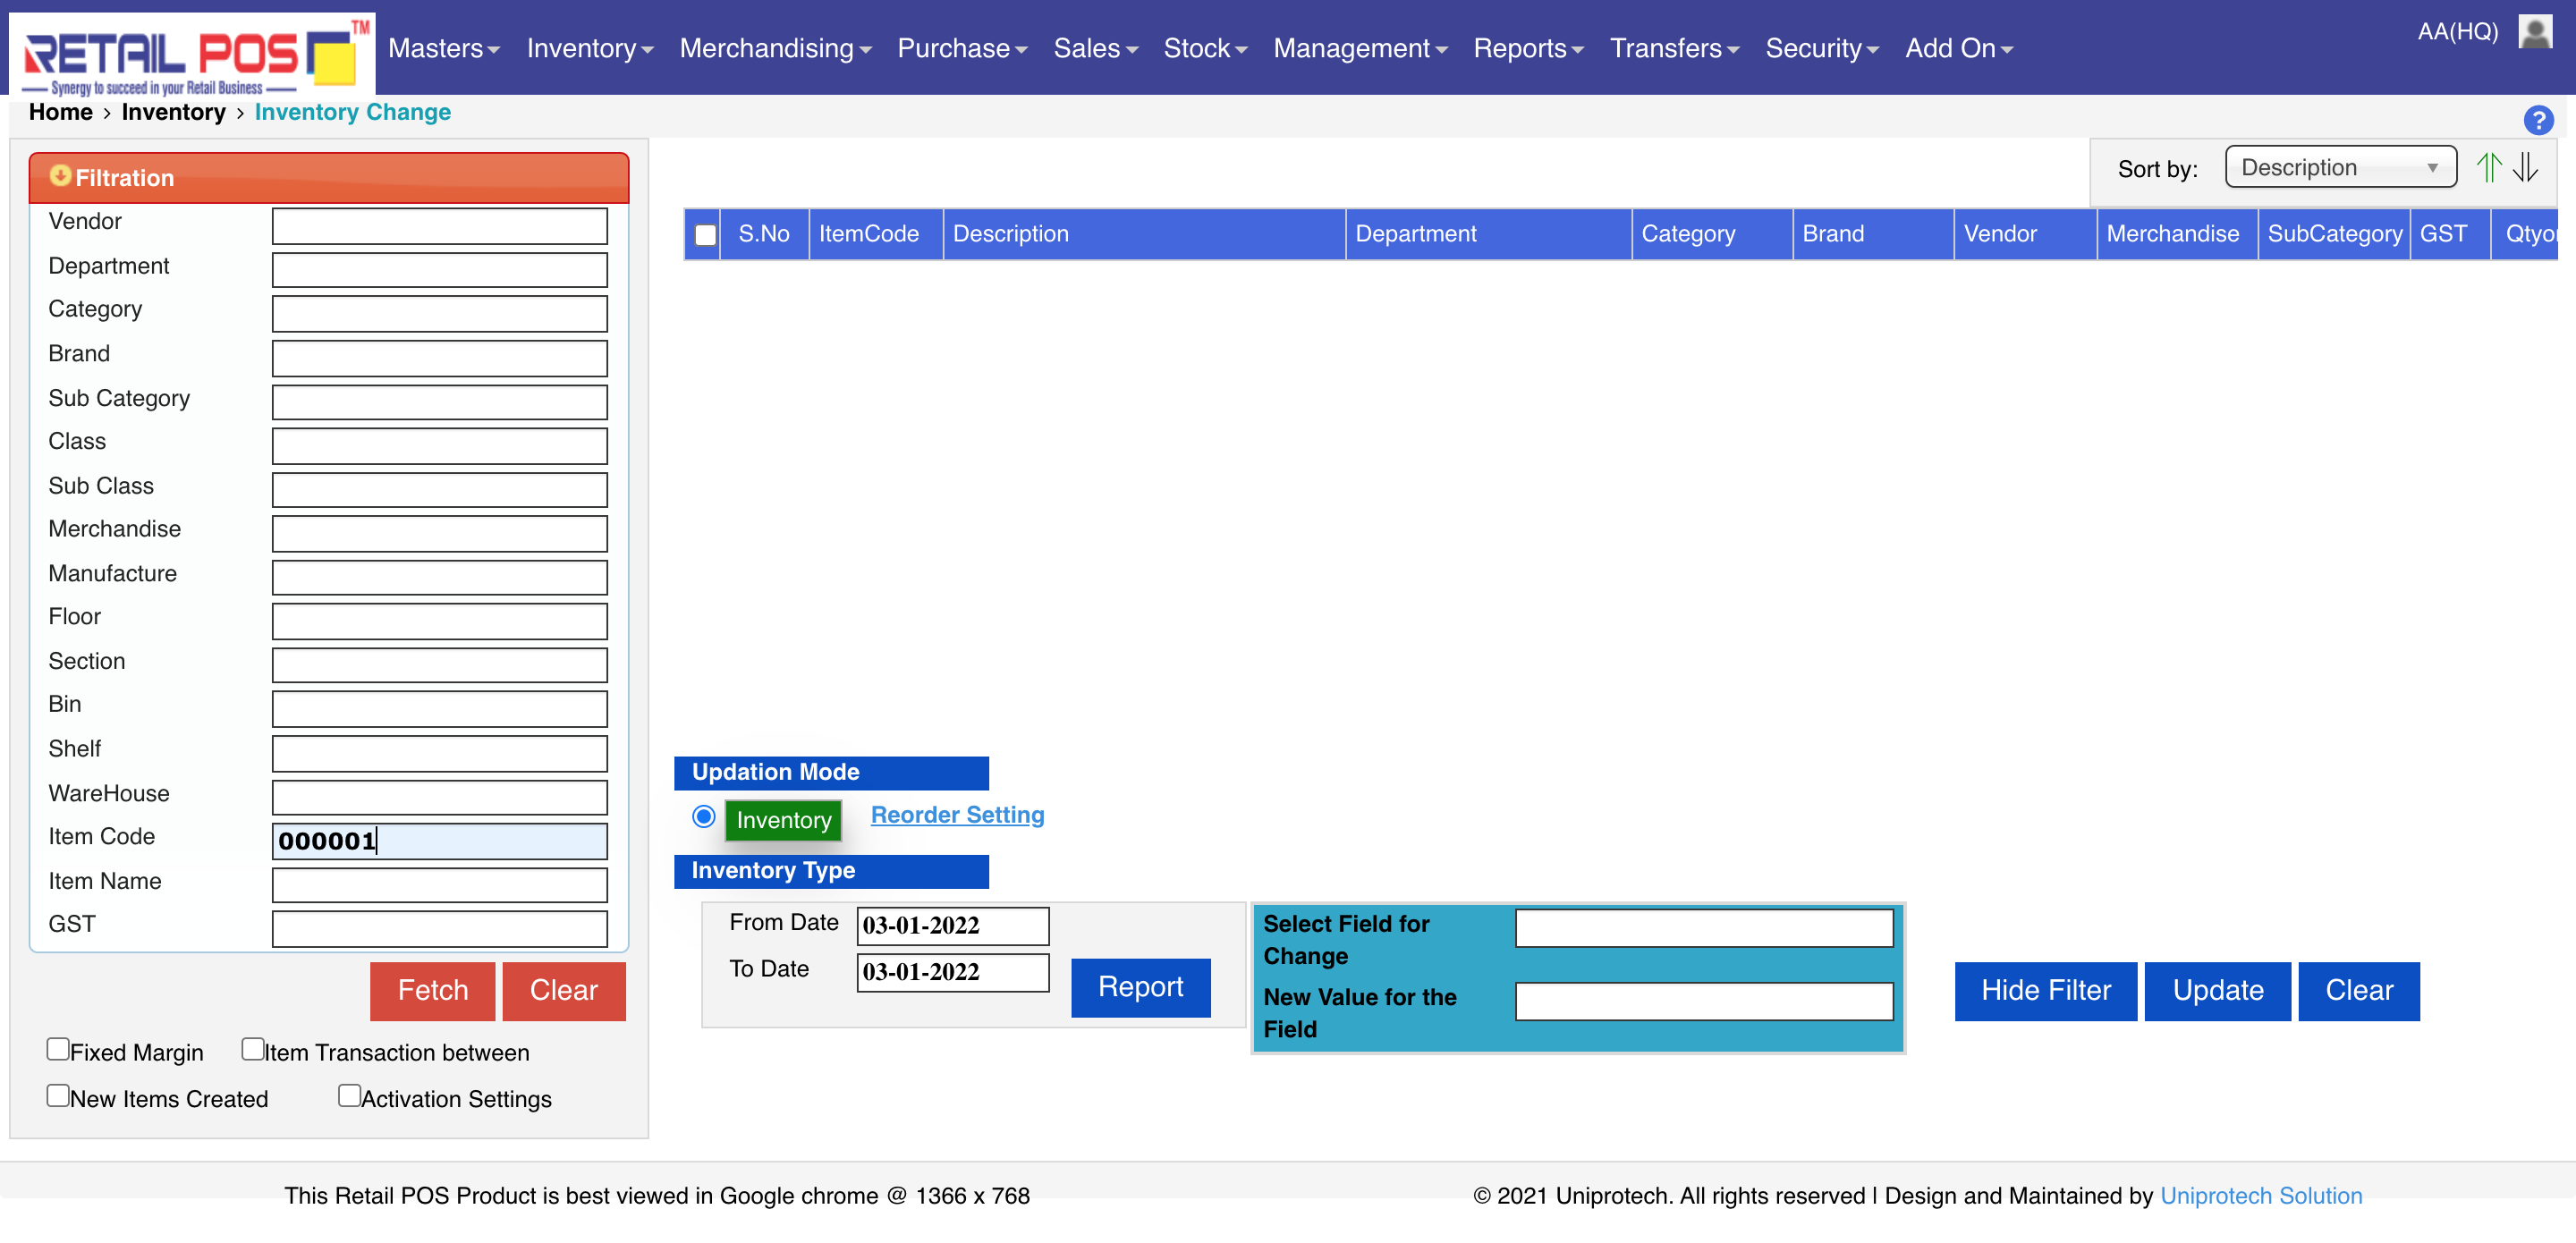 RETAIL POS TM
Synergy to succeed in your Retail Business
Masters Inventory Merchandising Purchase Sales Stock Management Reports Transfers Security Add On
AA(HQ)
Home › Inventory › Inventory Change
?
Filtration
Vendor
Department
Category
Brand
Sub Category
Class
Sub Class
Merchandise
Manufacture
Floor
Section
Bin
Shelf
WareHouse
Item Code 000001
Item Name
GST
Fetch Clear
Fixed Margin Item Transaction between
New Items Created Activation Settings
Sort by: Description
S.No ItemCode Description Department Category Brand Vendor Merchandise SubCategory GST Qtyo
Updation Mode
Inventory Reorder Setting
Inventory Type
From Date 03-01-2022
To Date 03-01-2022
Report
Select Field for
Change
New Value for the
Field
Hide Filter Update Clear
This Retail POS Product is best viewed in Google chrome @ 1366 x 768
© 2021 Uniprotech. All rights reserved | Design and Maintained by Uniprotech Solution